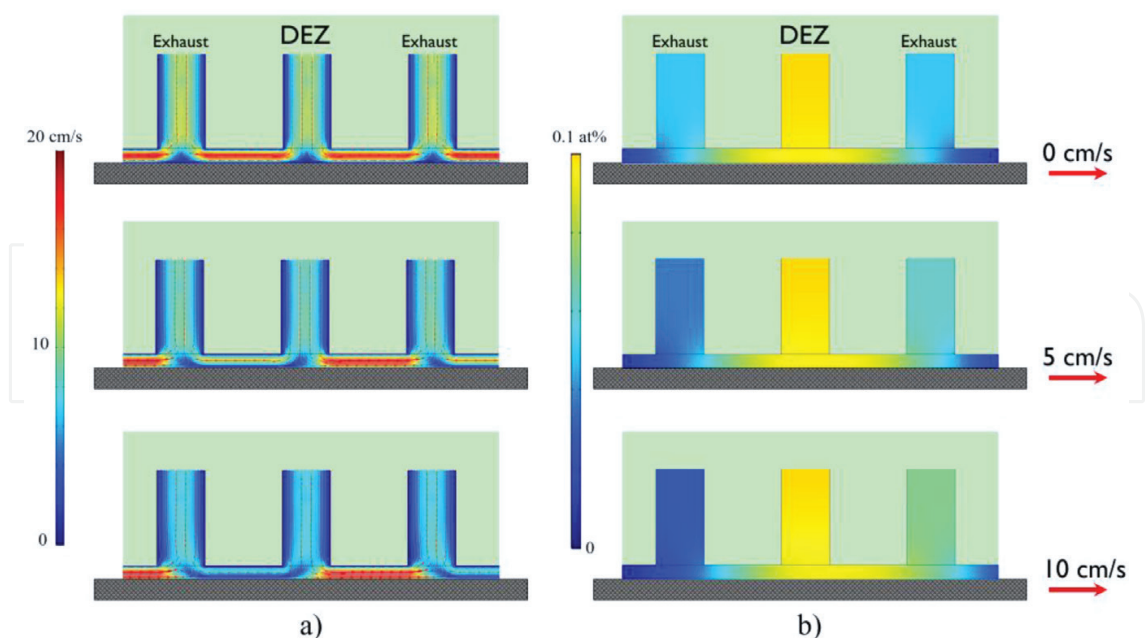 Exhaust DEZ Exhaust
Exhaust DEZ Exhaust
20 cm/s
10
0
0.1 at%
0
0 cm/s
5 cm/s
10 cm/s
a)
b)